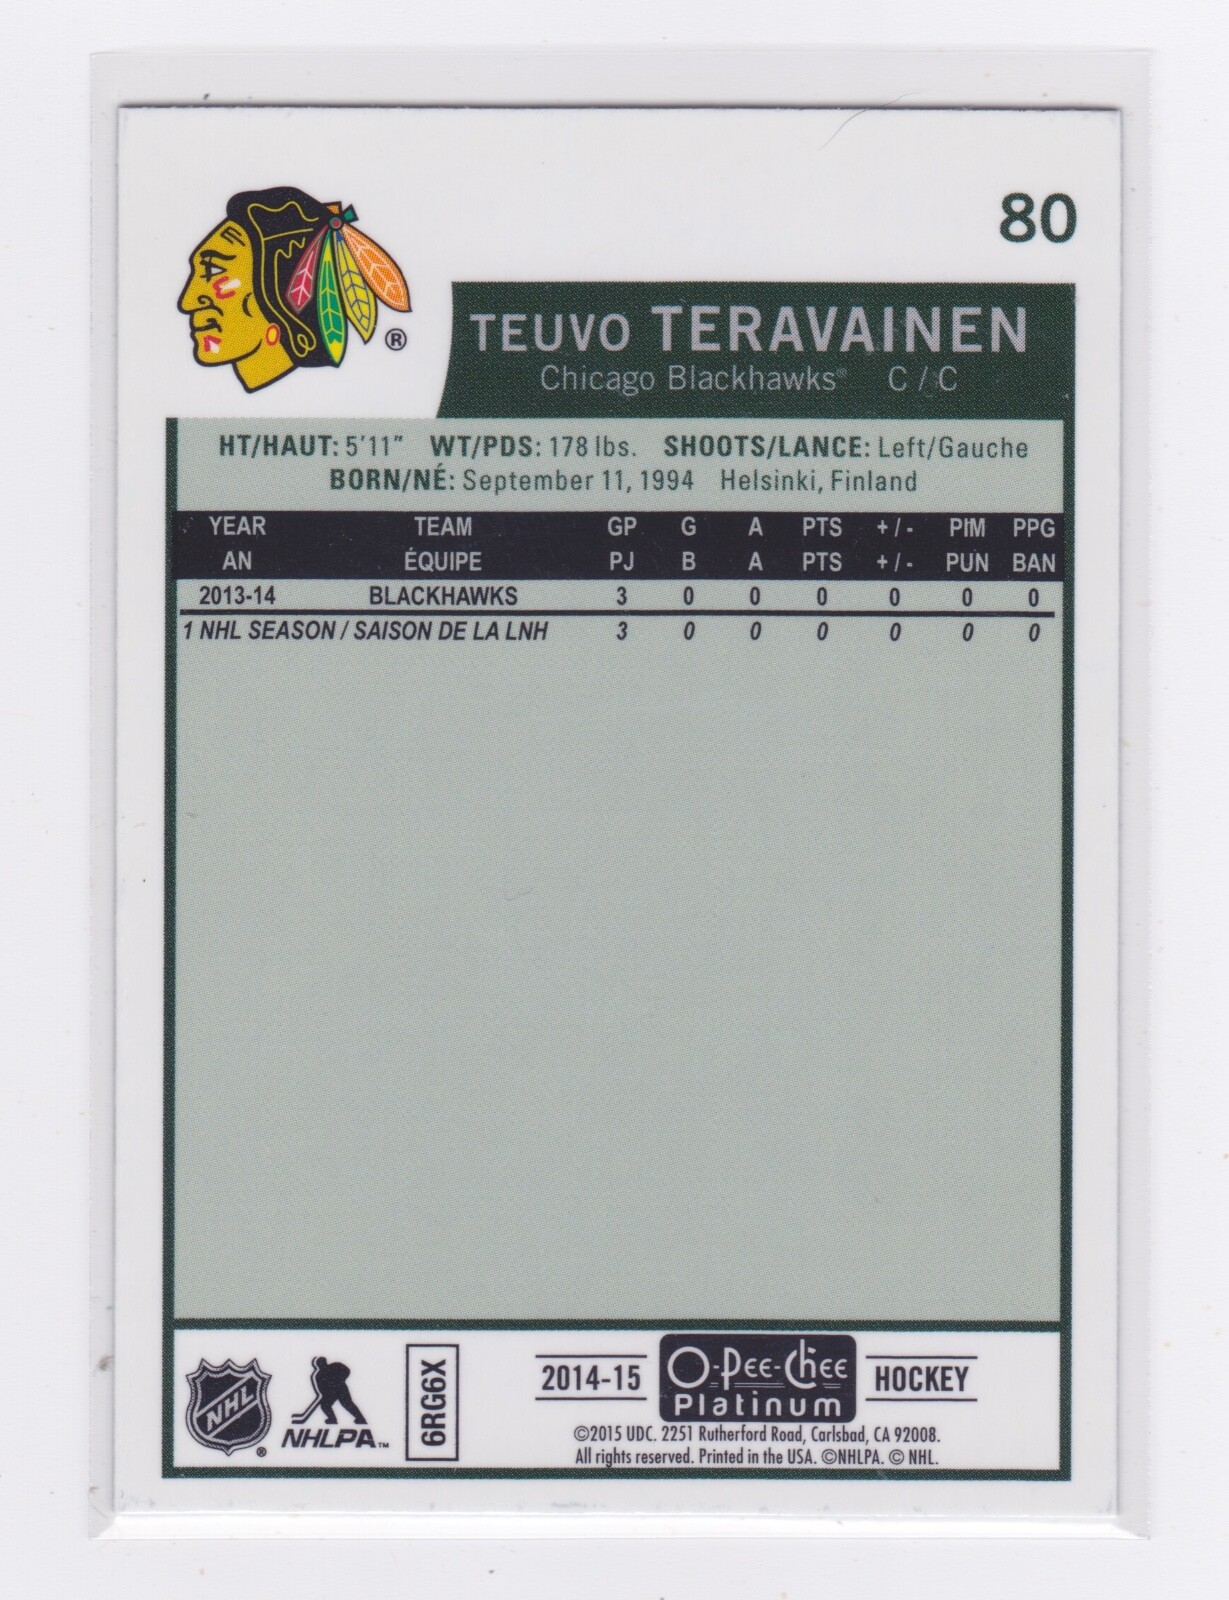 80
TEUVO TERAVAINEN
Chicago Blackhawks® C / C
HT/HAUT: 5'11" WT/PDS: 178 lbs. SHOOTS/LANCE: Left/Gauche
BORN/NÉ: September 11, 1994 Helsinki, Finland
YEAR TEAM GP G A PTS +/- PIM PPG
AN ÉQUIPE PJ B A PTS +/- PUN BAN
2013-14 BLACKHAWKS 3 0 0 0 0 0 0
1 NHL SEASON / SAISON DE LA LNH 3 0 0 0 0 0 0
®
NHL ®
NHLPA™
6RG6X
2014-15 O-Pee-Chee Platinum HOCKEY
©2015 UDC. 2251 Rutherford Road, Carlsbad, CA 92008.
All rights reserved. Printed in the USA. ©NHLPA. © NHL.